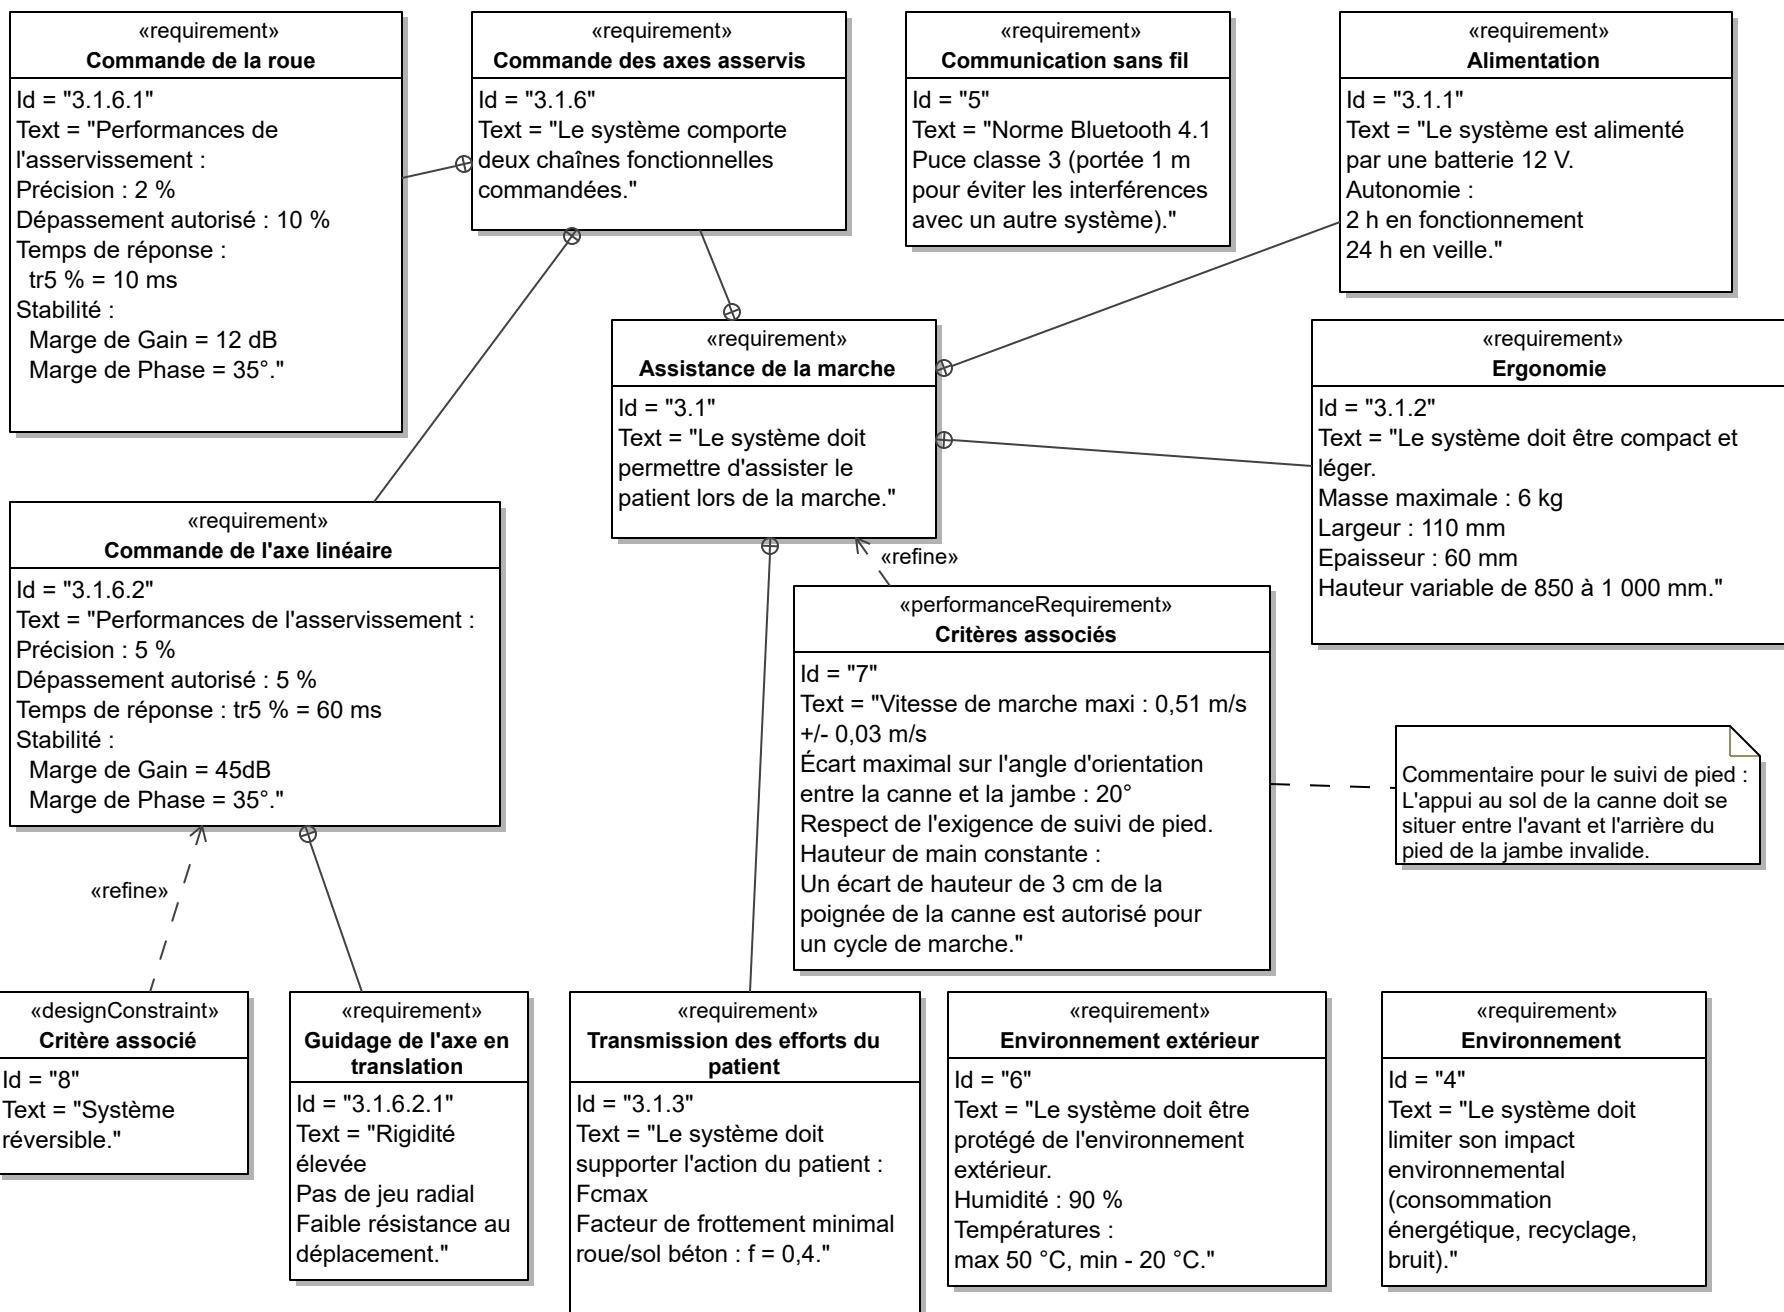 «requirement»
Commande de la roue
Id = "3.1.6.1"
Text = "Performances de
l'asservissement :
Précision : 2 %
Dépassement autorisé : 10 %
Temps de réponse :
tr5 % = 10 ms
Stabilité :
Marge de Gain = 12 dB
Marge de Phase = 35°."
«requirement»
Commande des axes asservis
Id = "3.1.6"
Text = "Le système comporte
deux chaînes fonctionnelles
commandées."
«requirement»
Communication sans fil
Id = "5"
Text = "Norme Bluetooth 4.1
Puce classe 3 (portée 1 m
pour éviter les interférences
avec un autre système)."
«requirement»
Alimentation
Id = "3.1.1"
Text = "Le système est alimenté
par une batterie 12 V.
Autonomie :
2 h en fonctionnement
24 h en veille."
«requirement»
Assistance de la marche
Id = "3.1"
Text = "Le système doit
permettre d'assister le
patient lors de la marche."
«requirement»
Ergonomie
Id = "3.1.2"
Text = "Le système doit être compact et
léger.
Masse maximale : 6 kg
Largeur : 110 mm
Epaisseur : 60 mm
Hauteur variable de 850 à 1 000 mm."
«requirement»
Commande de l'axe linéaire
Id = "3.1.6.2"
Text = "Performances de l'asservissement :
Précision : 5 %
Dépassement autorisé : 5 %
Temps de réponse : tr5 % = 60 ms
Stabilité :
Marge de Gain = 45dB
Marge de Phase = 35°."
«refine»
«performanceRequirement»
Critères associés
Id = "7"
Text = "Vitesse de marche maxi : 0,51 m/s
+/- 0,03 m/s
Écart maximal sur l'angle d'orientation
entre la canne et la jambe : 20°
Respect de l'exigence de suivi de pied.
Hauteur de main constante :
Un écart de hauteur de 3 cm de la
poignée de la canne est autorisé pour
un cycle de marche."
Commentaire pour le suivi de pied :
L'appui au sol de la canne doit se
situer entre l'avant et l'arrière du
pied de la jambe invalide.
«refine»
«designConstraint»
Critère associé
Id = "8"
Text = "Système
réversible."
«requirement»
Guidage de l'axe en
translation
Id = "3.1.6.2.1"
Text = "Rigidité
élevée
Pas de jeu radial
Faible résistance au
déplacement."
«requirement»
Transmission des efforts du
patient
Id = "3.1.3"
Text = "Le système doit
supporter l'action du patient :
Fcmax
Facteur de frottement minimal
roue/sol béton : f = 0,4."
«requirement»
Environnement extérieur
Id = "6"
Text = "Le système doit être
protégé de l'environnement
extérieur.
Humidité : 90 %
Températures :
max 50 °C, min - 20 °C."
«requirement»
Environnement
Id = "4"
Text = "Le système doit
limiter son impact
environnemental
(consommation
énergétique, recyclage,
bruit)."